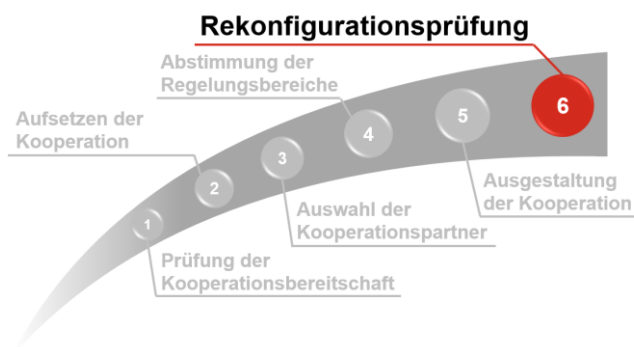 Rekonfigurationsprüfung
Abstimmung der
Regelungsbereiche
6
5
Aufsetzen der
Kooperation
4
3
2
Ausgestaltung
der Kooperation
Auswahl der
Kooperationspartner
1
Prüfung der
Kooperationsbereitschaft